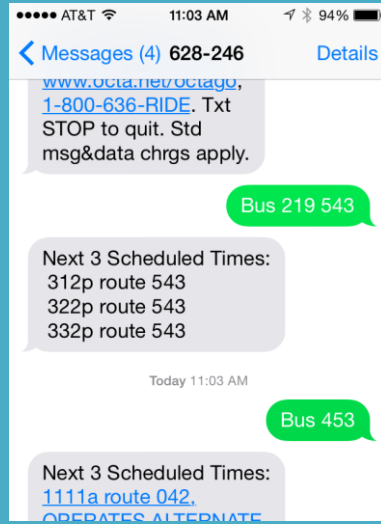 AT&T 11:03 AM 94%
Messages (4) 628-246 Details
www.octa.net/octago,
1-800-636-RIDE. Txt
STOP to quit. Std
msg&data chrgs apply.
Bus 219 543
Next 3 Scheduled Times:
312p route 543
322p route 543
332p route 543
Today 11:03 AM
Bus 453
Next 3 Scheduled Times:
1111a route 042,
OPERATES ALTERNATE